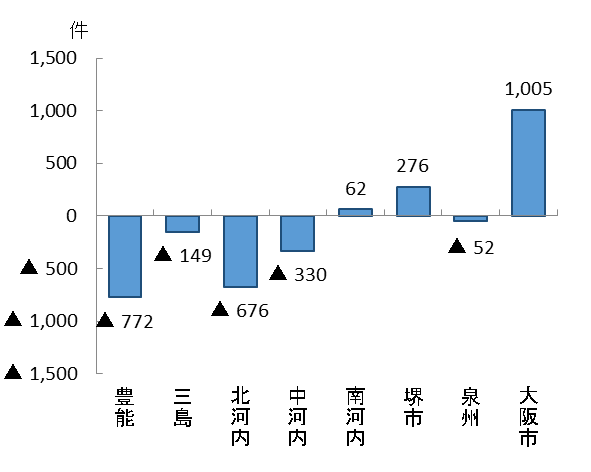 件
1,500
1,000
500
0
▲ 500
▲ 1,000
▲ 1,500
▲ 772
▲ 149
▲ 676
▲ 330
62
276
▲ 52
1,005
豊能
三島
北河内
中河内
南河内
堺市
泉州
大阪市